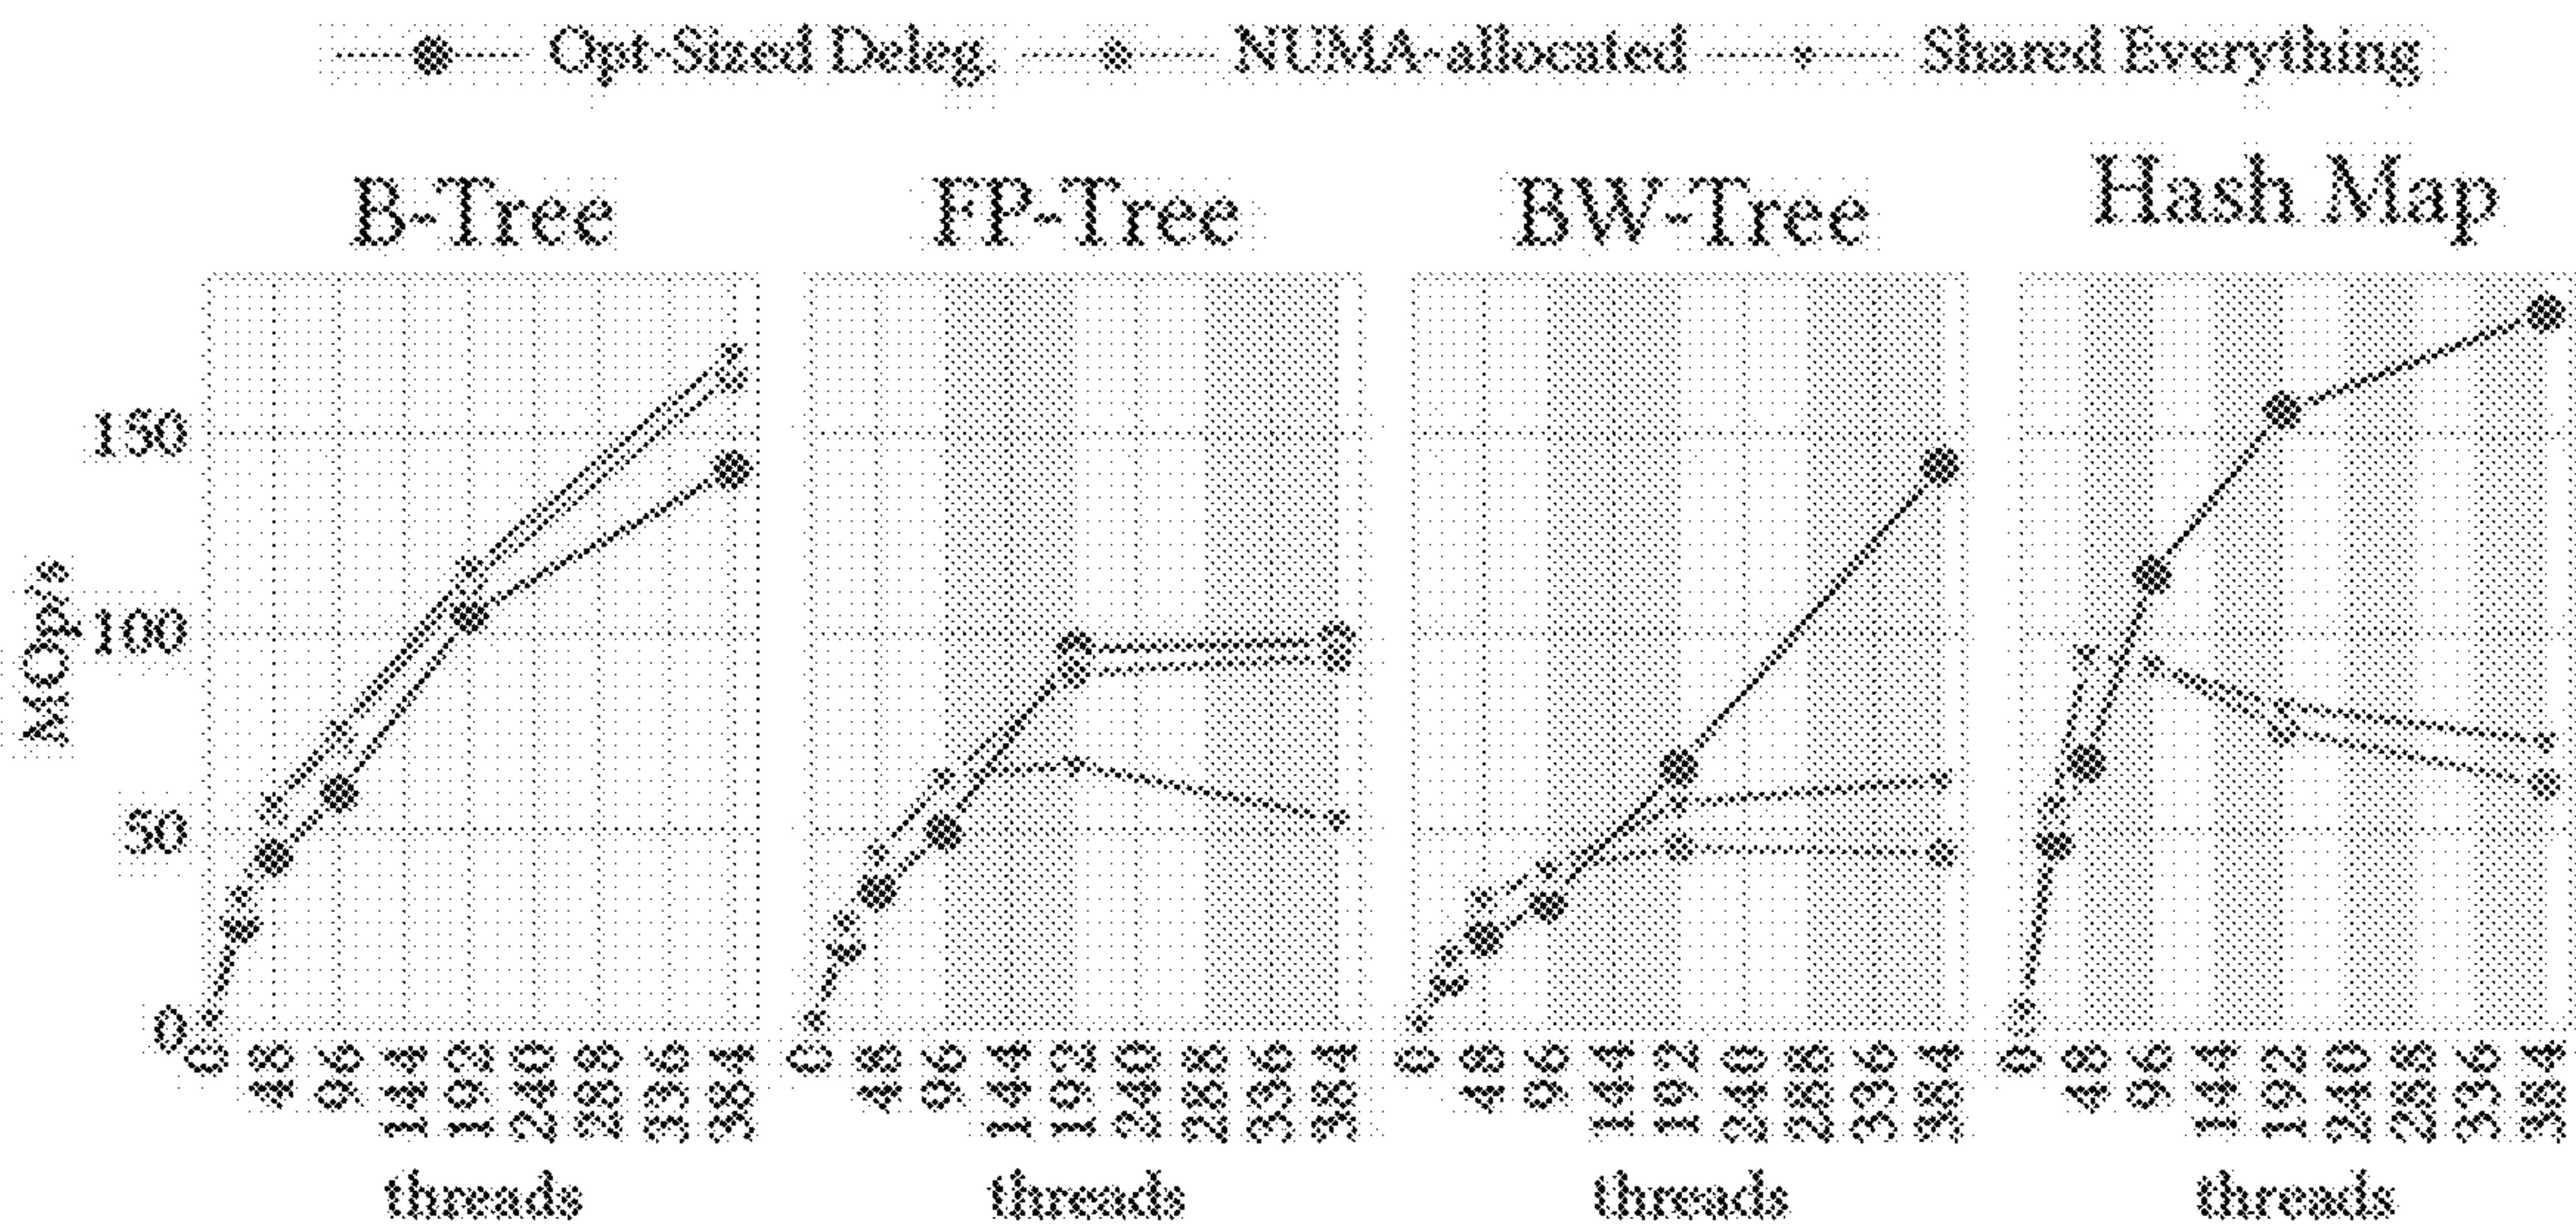 Opt-Sized Deleg. NUMA-allocated Shared Everything
B-Tree FP-Tree BW-Tree Hash Map
MOp/s
150
100
50
0
0 48 96 144 192 240 288 336 384 0 48 96 144 192 240 288 336 384 0 48 96 144 192 240 288 336 384 0 48 96 144 192 240 288 336 384
threads threads threads threads